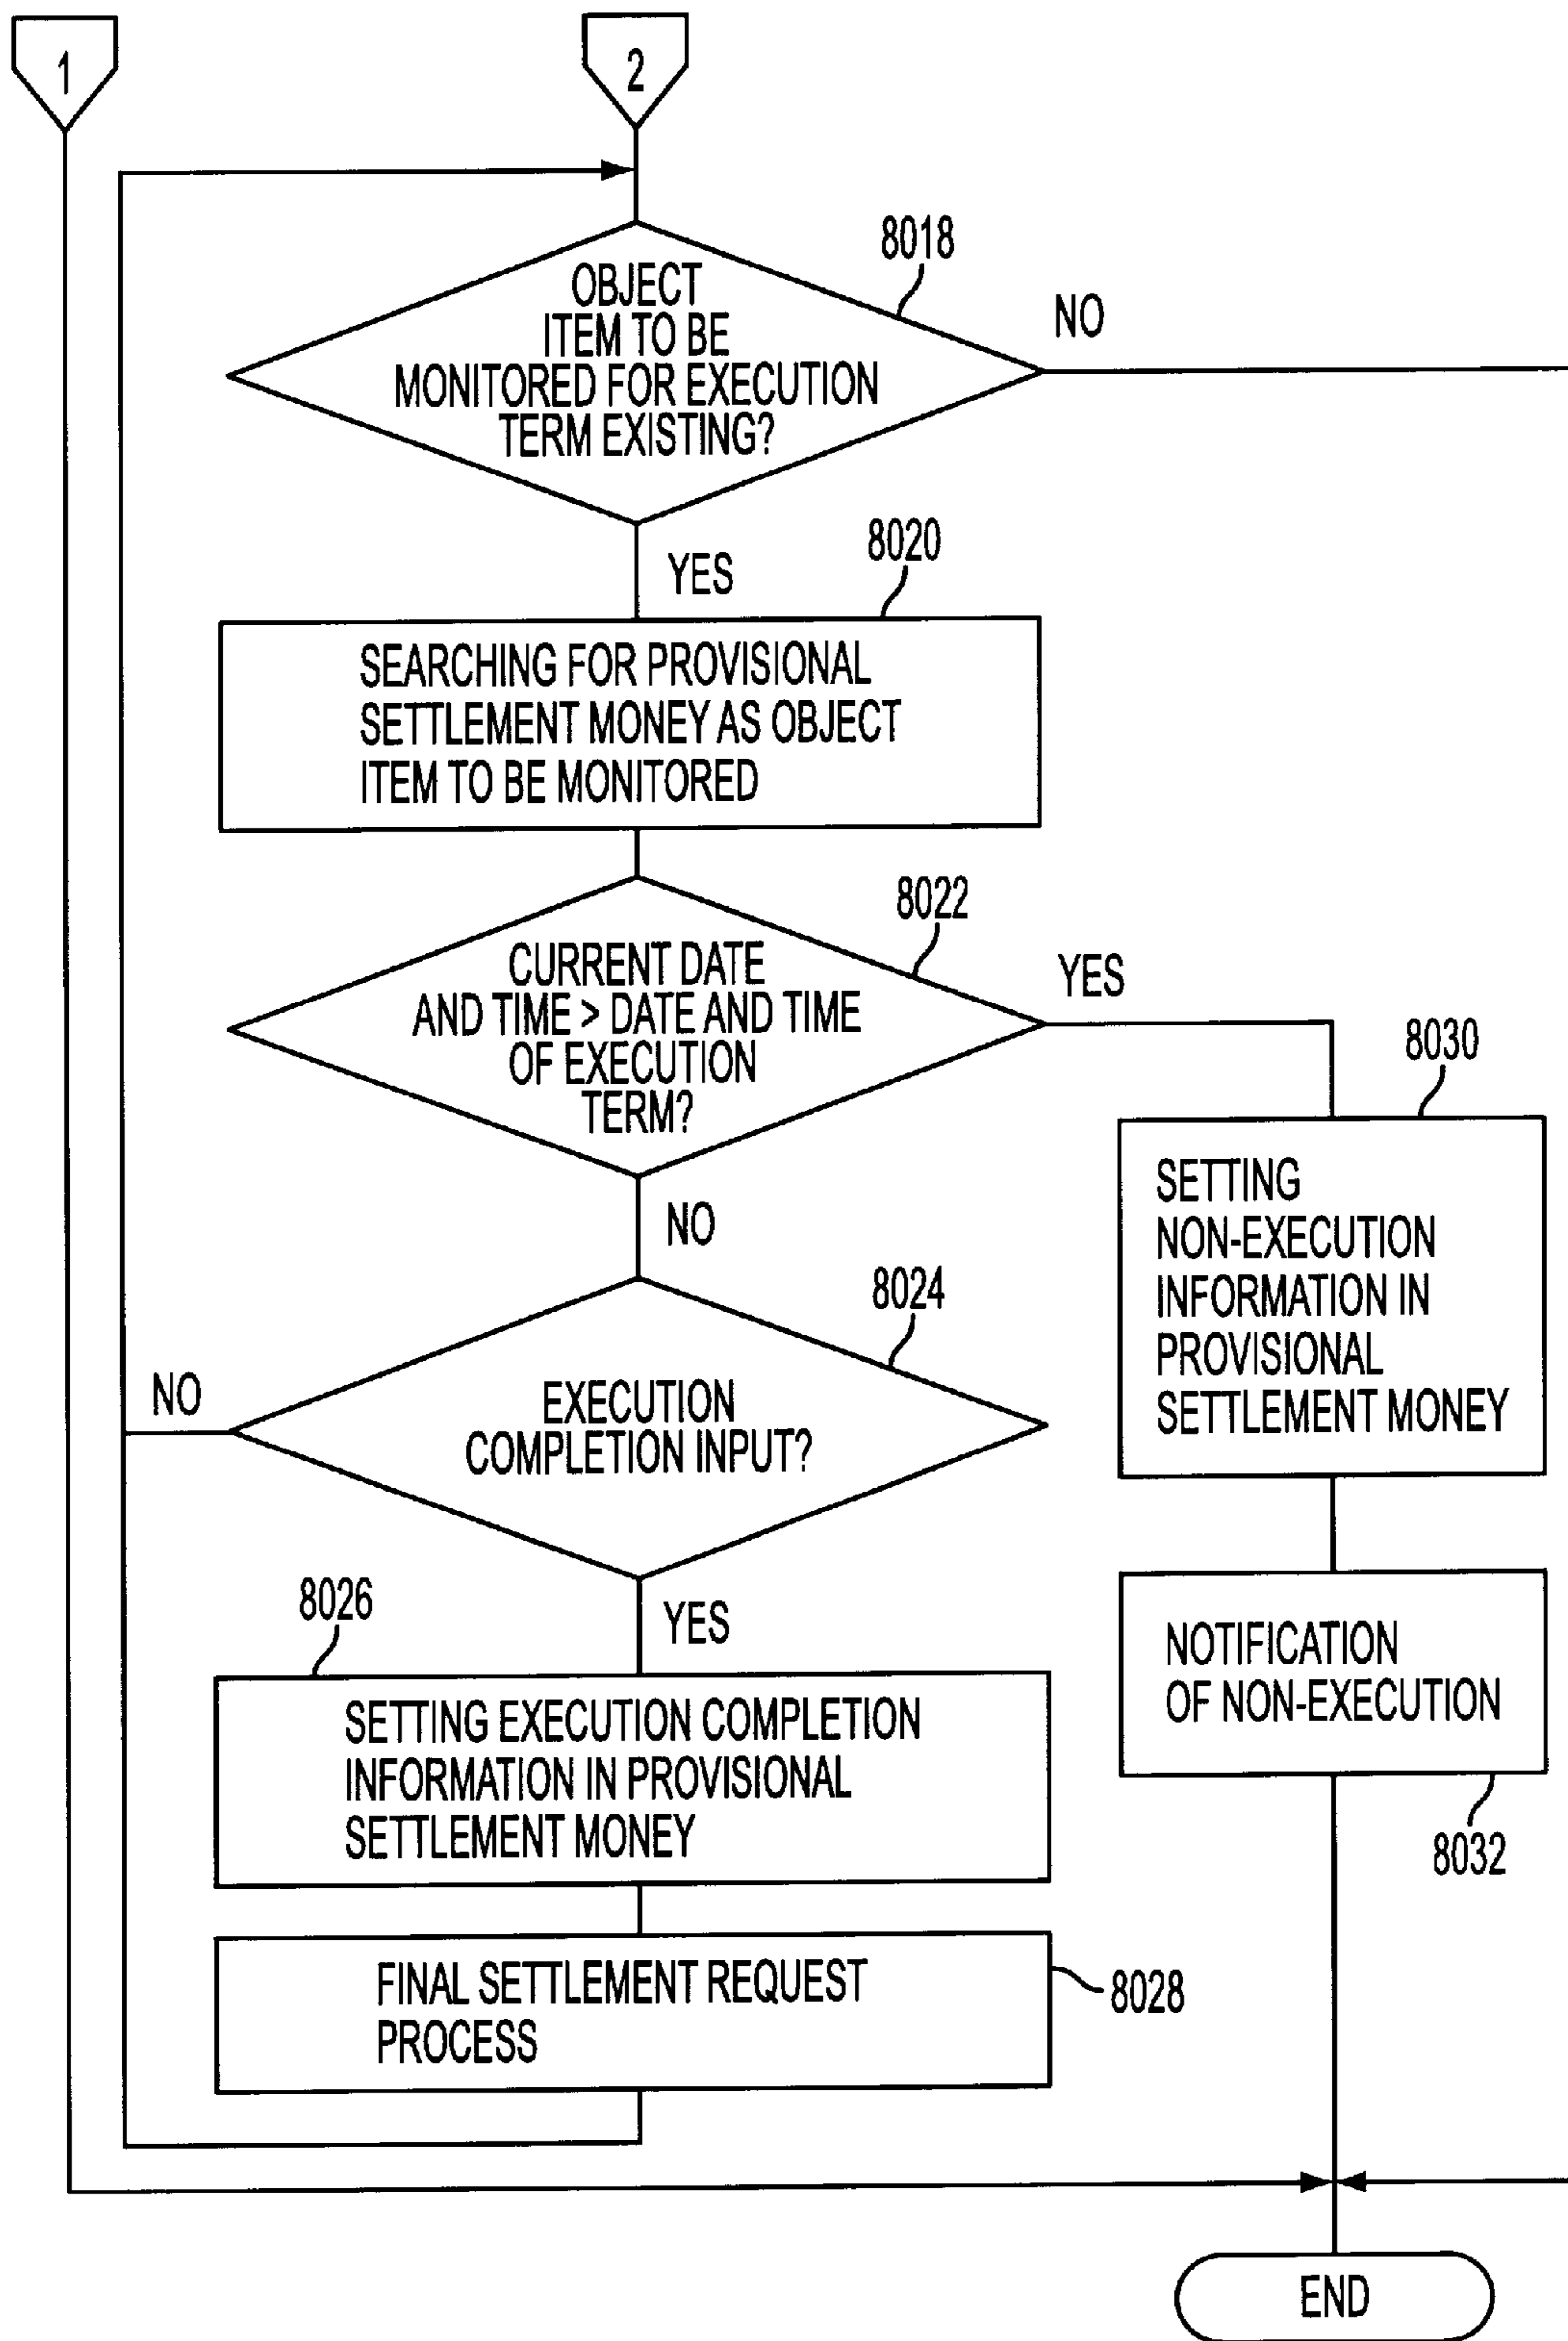 1
2
8018
OBJECT
ITEM TO BE
MONITORED FOR EXECUTION
TERM EXISTING?
NO
YES
8020
SEARCHING FOR PROVISIONAL
SETTLEMENT MONEY AS OBJECT
ITEM TO BE MONITORED
8022
CURRENT DATE
AND TIME > DATE AND TIME
OF EXECUTION
TERM?
YES
NO
8030
SETTING
NON-EXECUTION
INFORMATION IN
PROVISIONAL
SETTLEMENT MONEY
8024
EXECUTION
COMPLETION INPUT?
NO
YES
8026
SETTING EXECUTION COMPLETION
INFORMATION IN PROVISIONAL
SETTLEMENT MONEY
NOTIFICATION
OF NON-EXECUTION
8032
FINAL SETTLEMENT REQUEST
PROCESS
8028
END